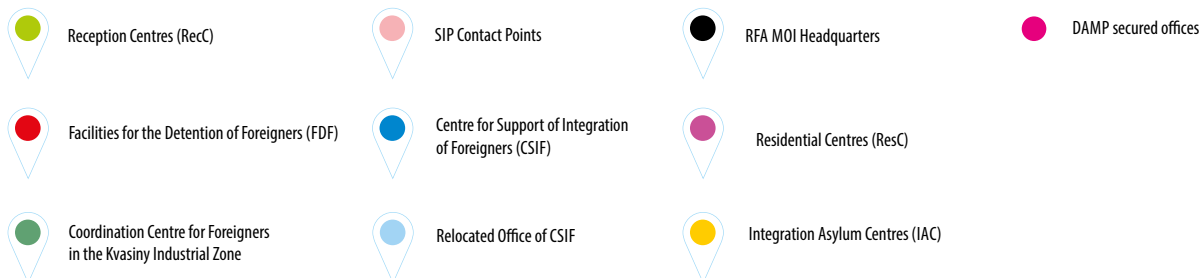 Reception Centres (RecC)
SIP Contact Points
RFA MOI Headquarters
DAMP secured offices
Facilities for the Detention of Foreigners (FDF)
Centre for Support of Integration
of Foreigners (CSIF)
Residential Centres (ResC)
Coordination Centre for Foreigners
in the Kvasiny Industrial Zone
Relocated Office of CSIF
Integration Asylum Centres (IAC)